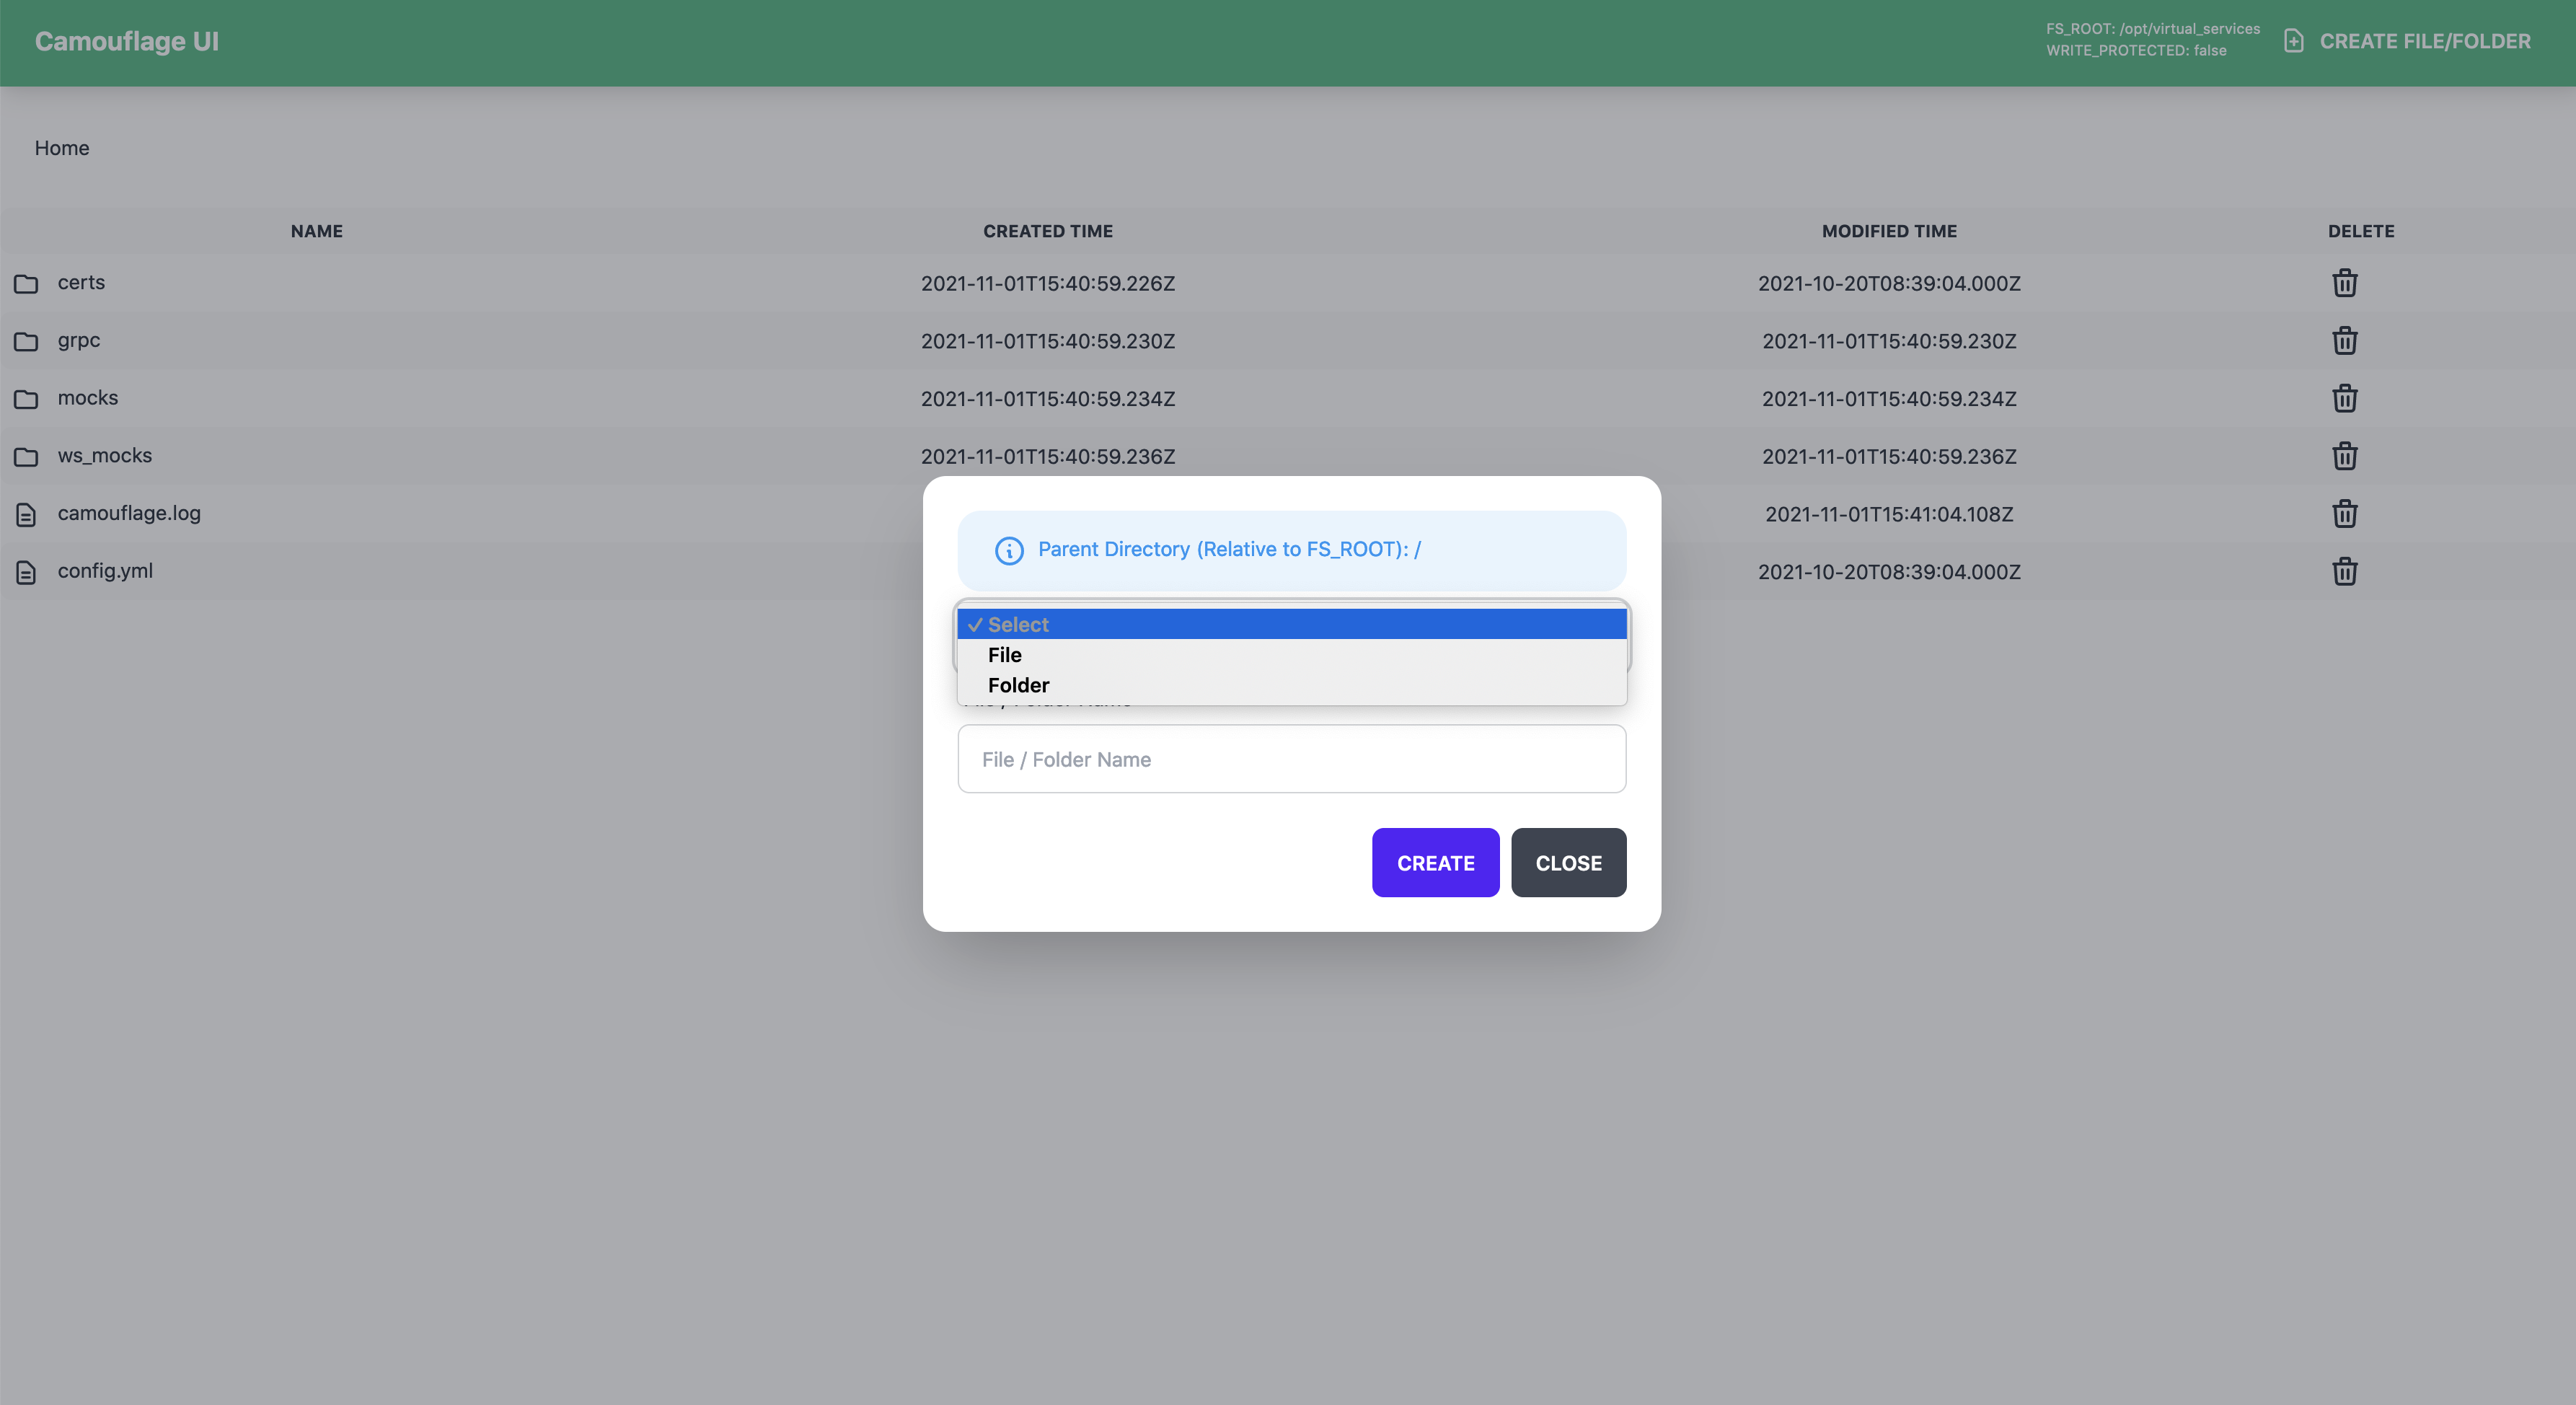 Camouflage UI
FS_ROOT: /opt/virtual_services
WRITE_PROTECTED: false
CREATE FILE/FOLDER
Home
NAME CREATED TIME MODIFIED TIME DELETE
certs 2021-11-01T15:40:59.226Z 2021-10-20T08:39:04.000Z
grpc 2021-11-01T15:40:59.230Z 2021-11-01T15:40:59.230Z
mocks 2021-11-01T15:40:59.234Z 2021-11-01T15:40:59.234Z
ws_mocks 2021-11-01T15:40:59.236Z 2021-11-01T15:40:59.236Z
camouflage.log 2021-11-01T15:41:04.108Z
config.yml 2021-10-20T08:39:04.000Z
Parent Directory (Relative to FS_ROOT): /
Select
File
Folder
File / Folder Name
CREATE CLOSE